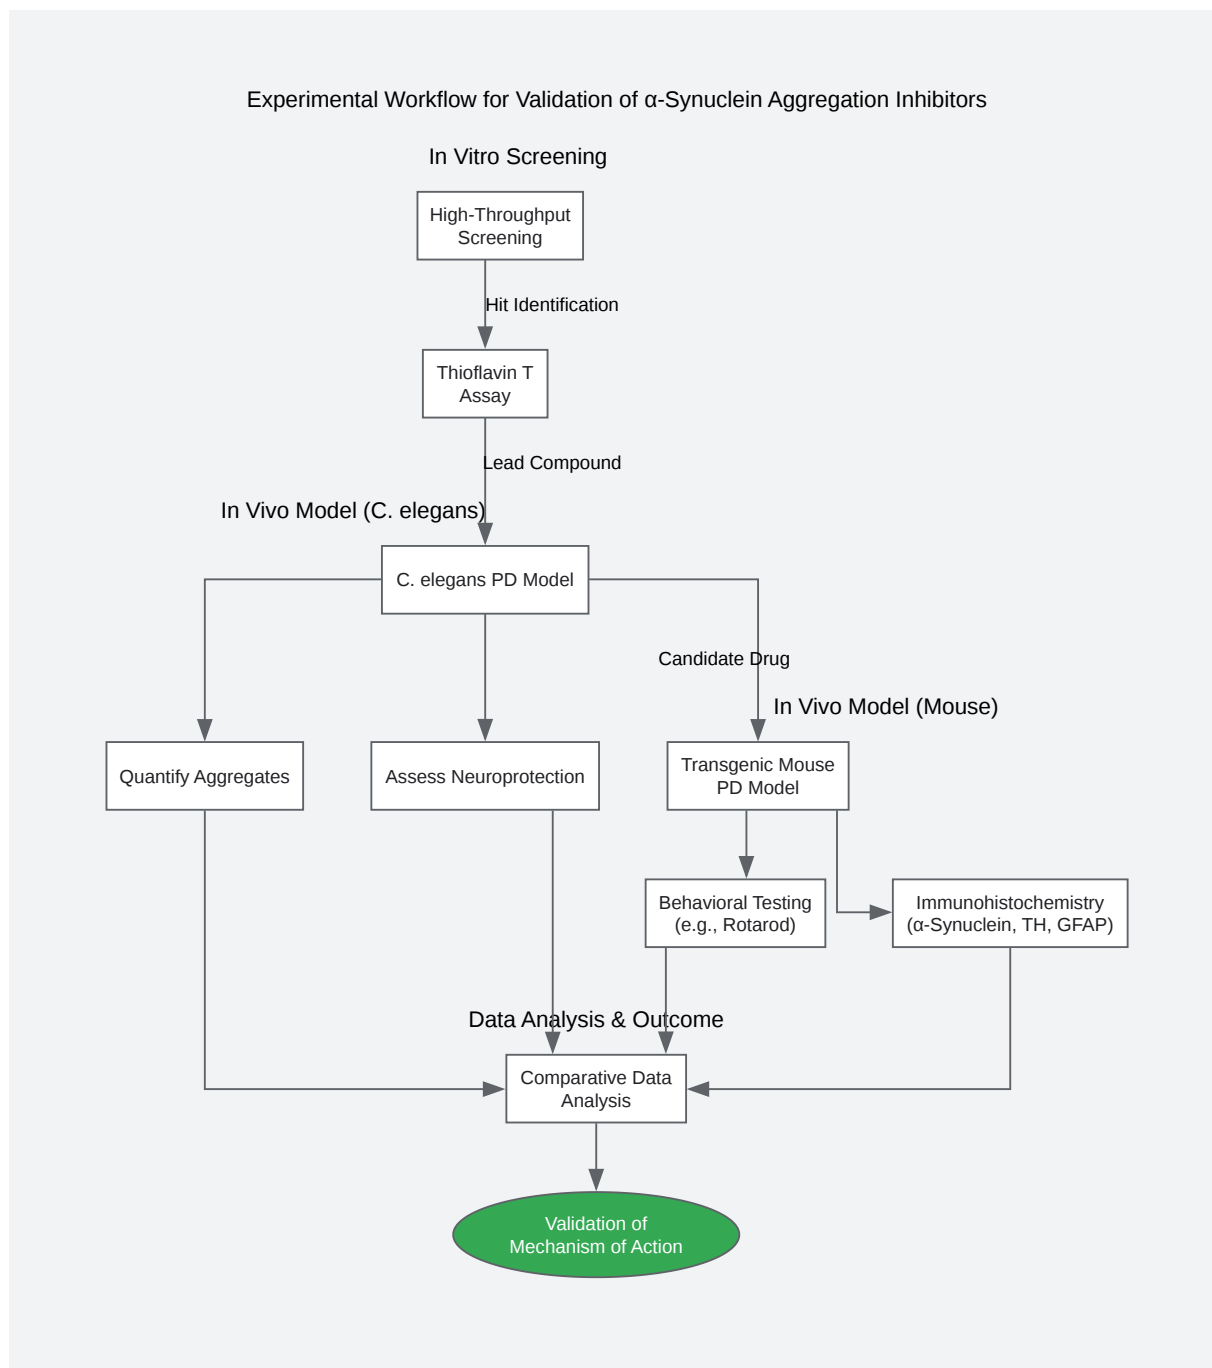 Experimental Workflow for Validation of α-Synuclein Aggregation Inhibitors
In Vitro Screening
High-Throughput
Screening
Hit Identification
Thioflavin T
Assay
Lead Compound
In Vivo Model (C. elegans)
C. elegans PD Model
Candidate Drug
In Vivo Model (Mouse)
Quantify Aggregates
Assess Neuroprotection
Transgenic Mouse
PD Model
Behavioral Testing
(e.g., Rotarod)
Immunohistochemistry
(α-Synuclein, TH, GFAP)
Data Analysis & Outcome
Comparative Data
Analysis
Validation of
Mechanism of Action